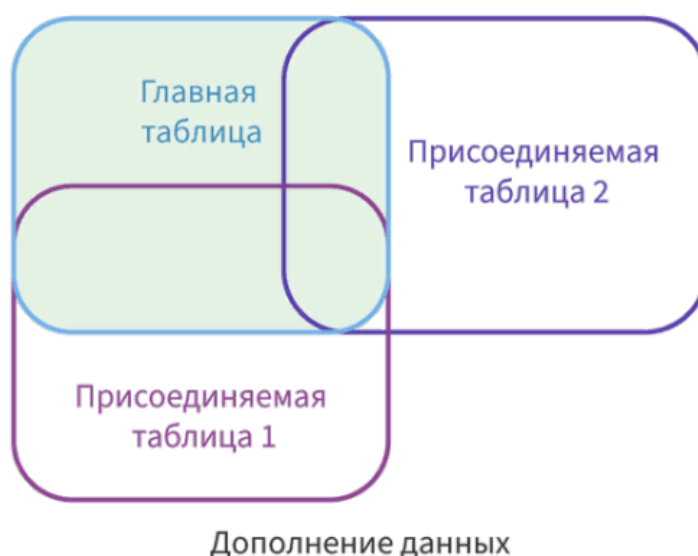 Главная
таблица
Присоединяемая
таблица 2
Присоединяемая
таблица 1
Дополнение данных